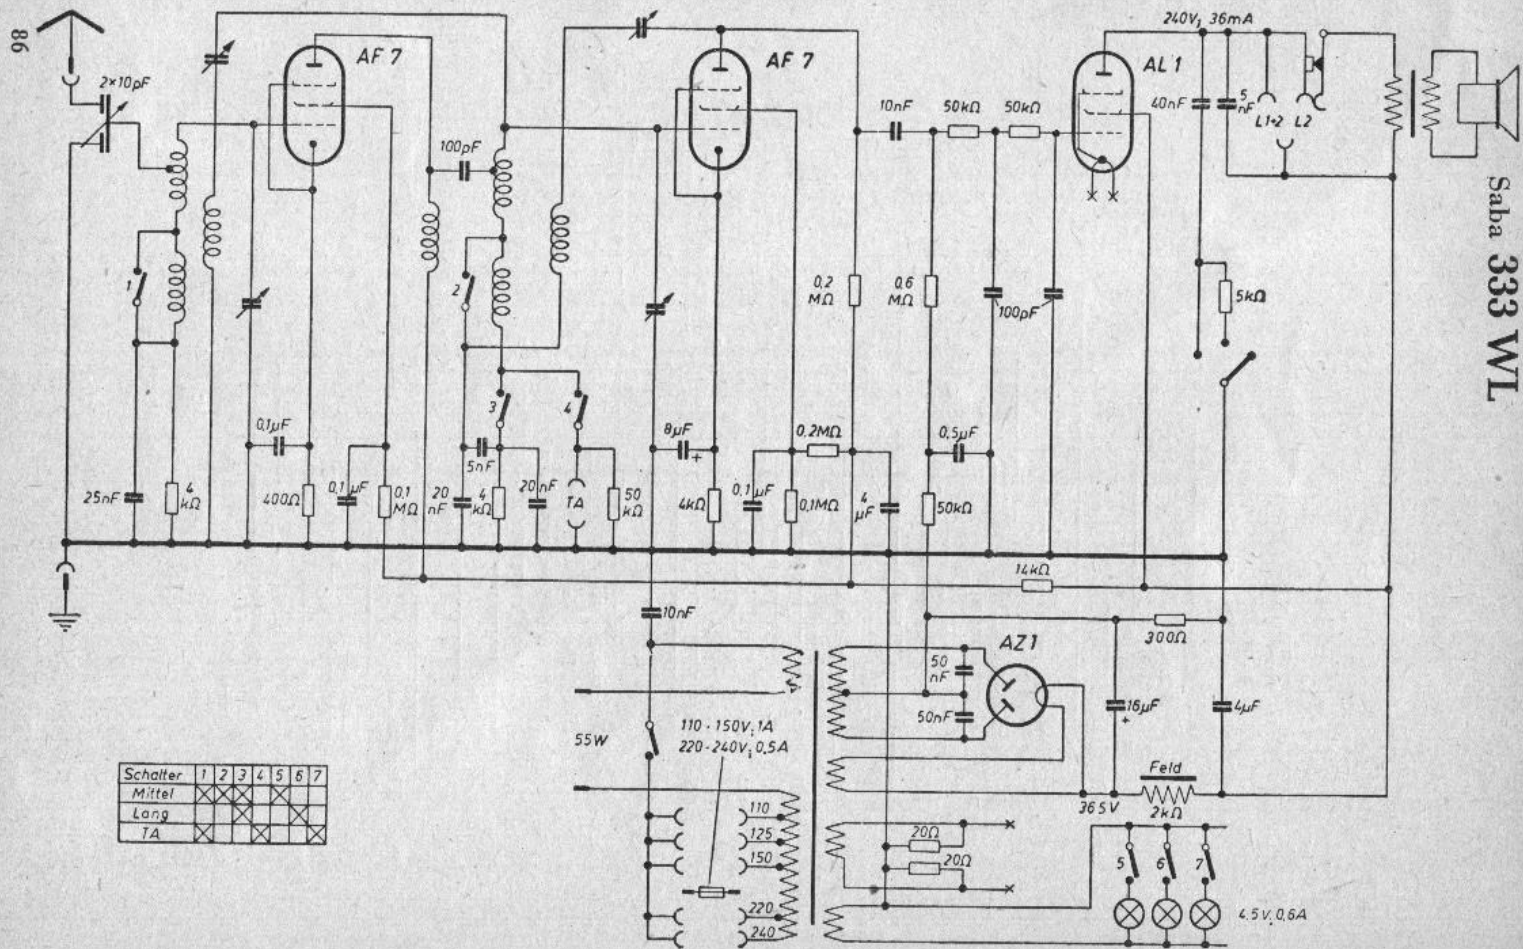 86
Saba 333 WL
2×10pF
AF 7
AF 7
AL 1
240V; 36mA
100pF
10nF
50kΩ
50kΩ
40nF
5 nF
L1+2
L2
1
2
0,2 MΩ
0,6 MΩ
100pF
5kΩ
3
4
0,1µF
8µF
+
0,2MΩ
0,5µF
25nF
4 kΩ
400Ω
0,1 µF
0,1 MΩ
20 nF
5nF
4 kΩ
20 nF
TA
50 kΩ
4kΩ
0,1 µF
0,1MΩ
4 µF
50kΩ
14kΩ
10nF
300Ω
AZ1
50 nF
50nF
16µF
+
4µF
55W
110-150V; 1A
220-240V; 0,5A
Feld
365V
2kΩ
110
125
150
220
240
20Ω
20Ω
5
6
7
4,5V; 0,6A
Schalter 1 2 3 4 5 6 7
Mittel
Lang
TA